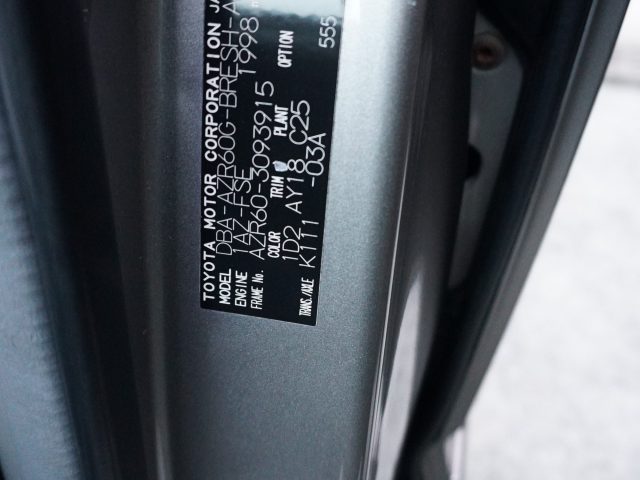 TOYOTA MOTOR CORPORATION JA
MODEL DBA-AZR60G-BRESH-A
ENGINE 1AZ-FSE 1998
FRAME No. AZR60-3093915
COLOR TRIM PLANT OPTION
1D2 AY18 C25 555
TRANS./AXLE K111 -03A